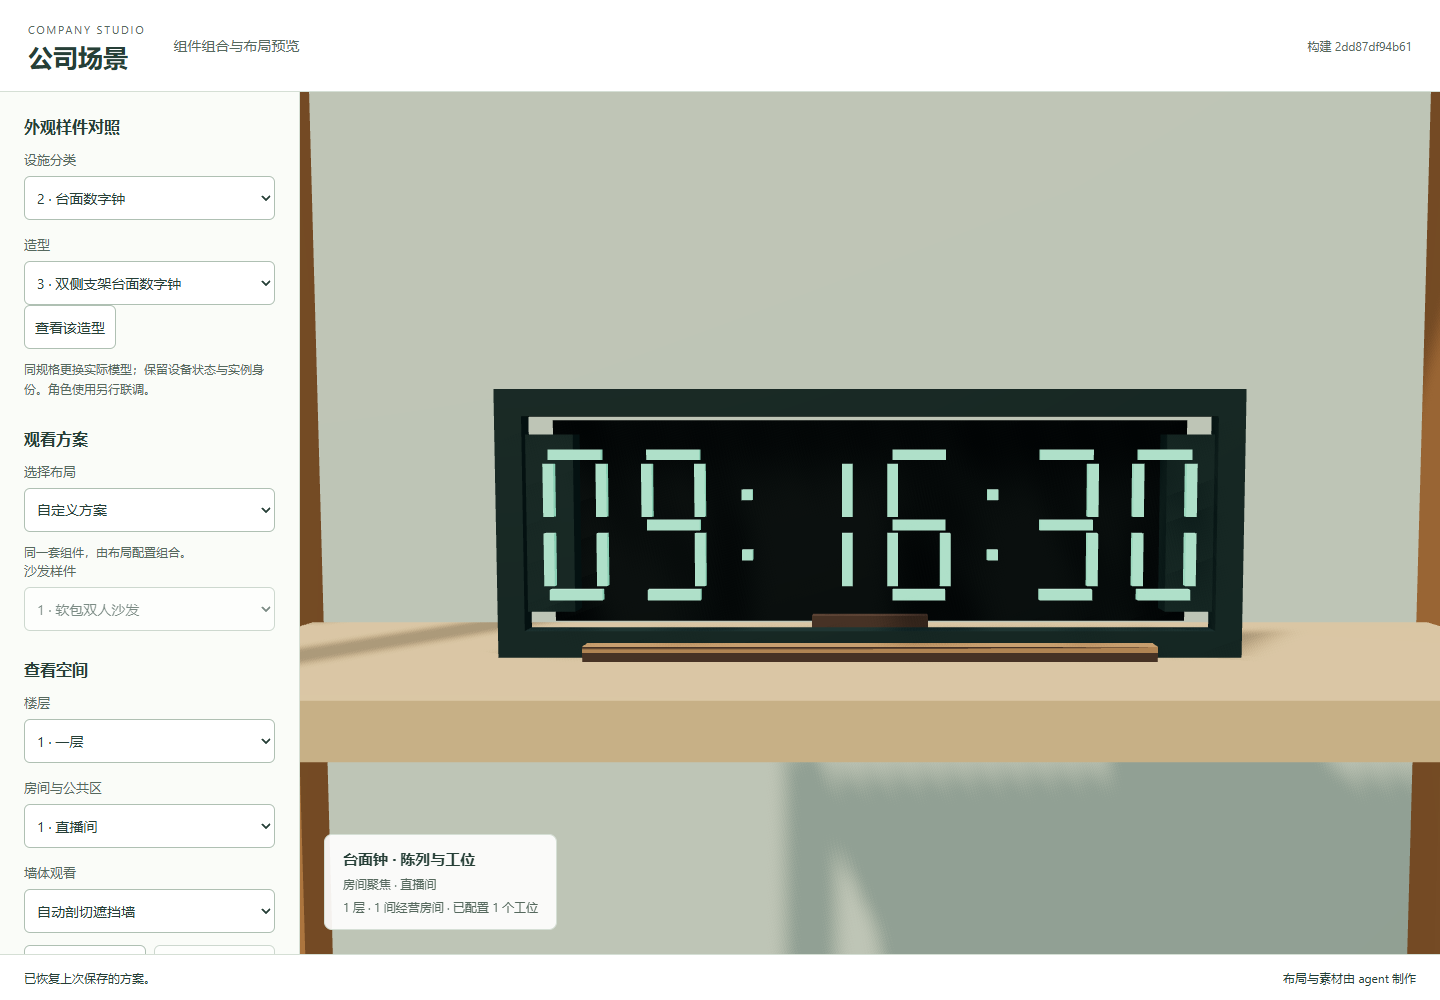 COMPANY STUDIO
公司场景
组件组合与布局预览
构建 2dd87df94b61
外观样件对照
设施分类
2 · 台面数字钟
造型
3 · 双侧支架台面数字钟
查看该造型
同规格更换实际模型；保留设备状态与实例身
份。角色使用另行联调。
观看方案
选择布局
自定义方案
同一套组件，由布局配置组合。
沙发样件
1 · 软包双人沙发
查看空间
楼层
1 · 一层
房间与公共区
1 · 直播间
墙体观看
自动剖切遮挡墙
09:16:30
台面钟 · 陈列与工位
房间聚焦 · 直播间
1 层 · 1 间经营房间 · 已配置 1 个工位
已恢复上次保存的方案。
布局与素材由 agent 制作